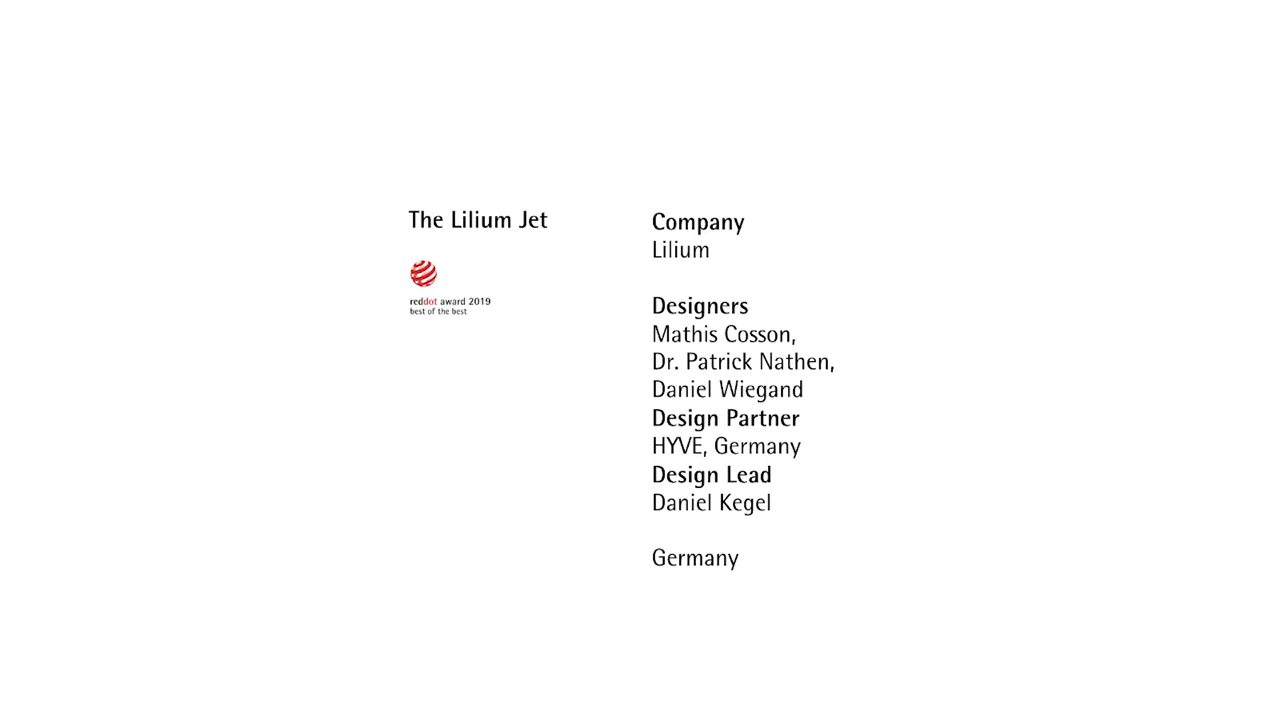 The Lilium Jet
reddot award 2019
best of the best
Company
Lilium
Designers
Mathis Cosson,
Dr. Patrick Nathen,
Daniel Wiegand
Design Partner
HYVE, Germany
Design Lead
Daniel Kegel
Germany